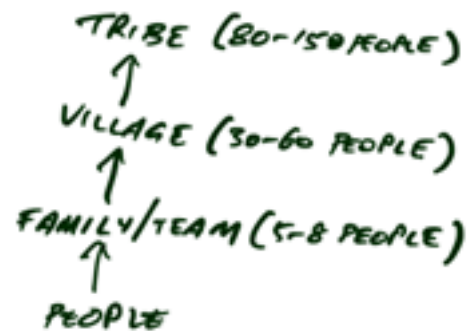 TRIBE (80-150 PEOPLE)
VILLAGE (30-60 PEOPLE)
FAMILY/TEAM (5-8 PEOPLE)
PEOPLE